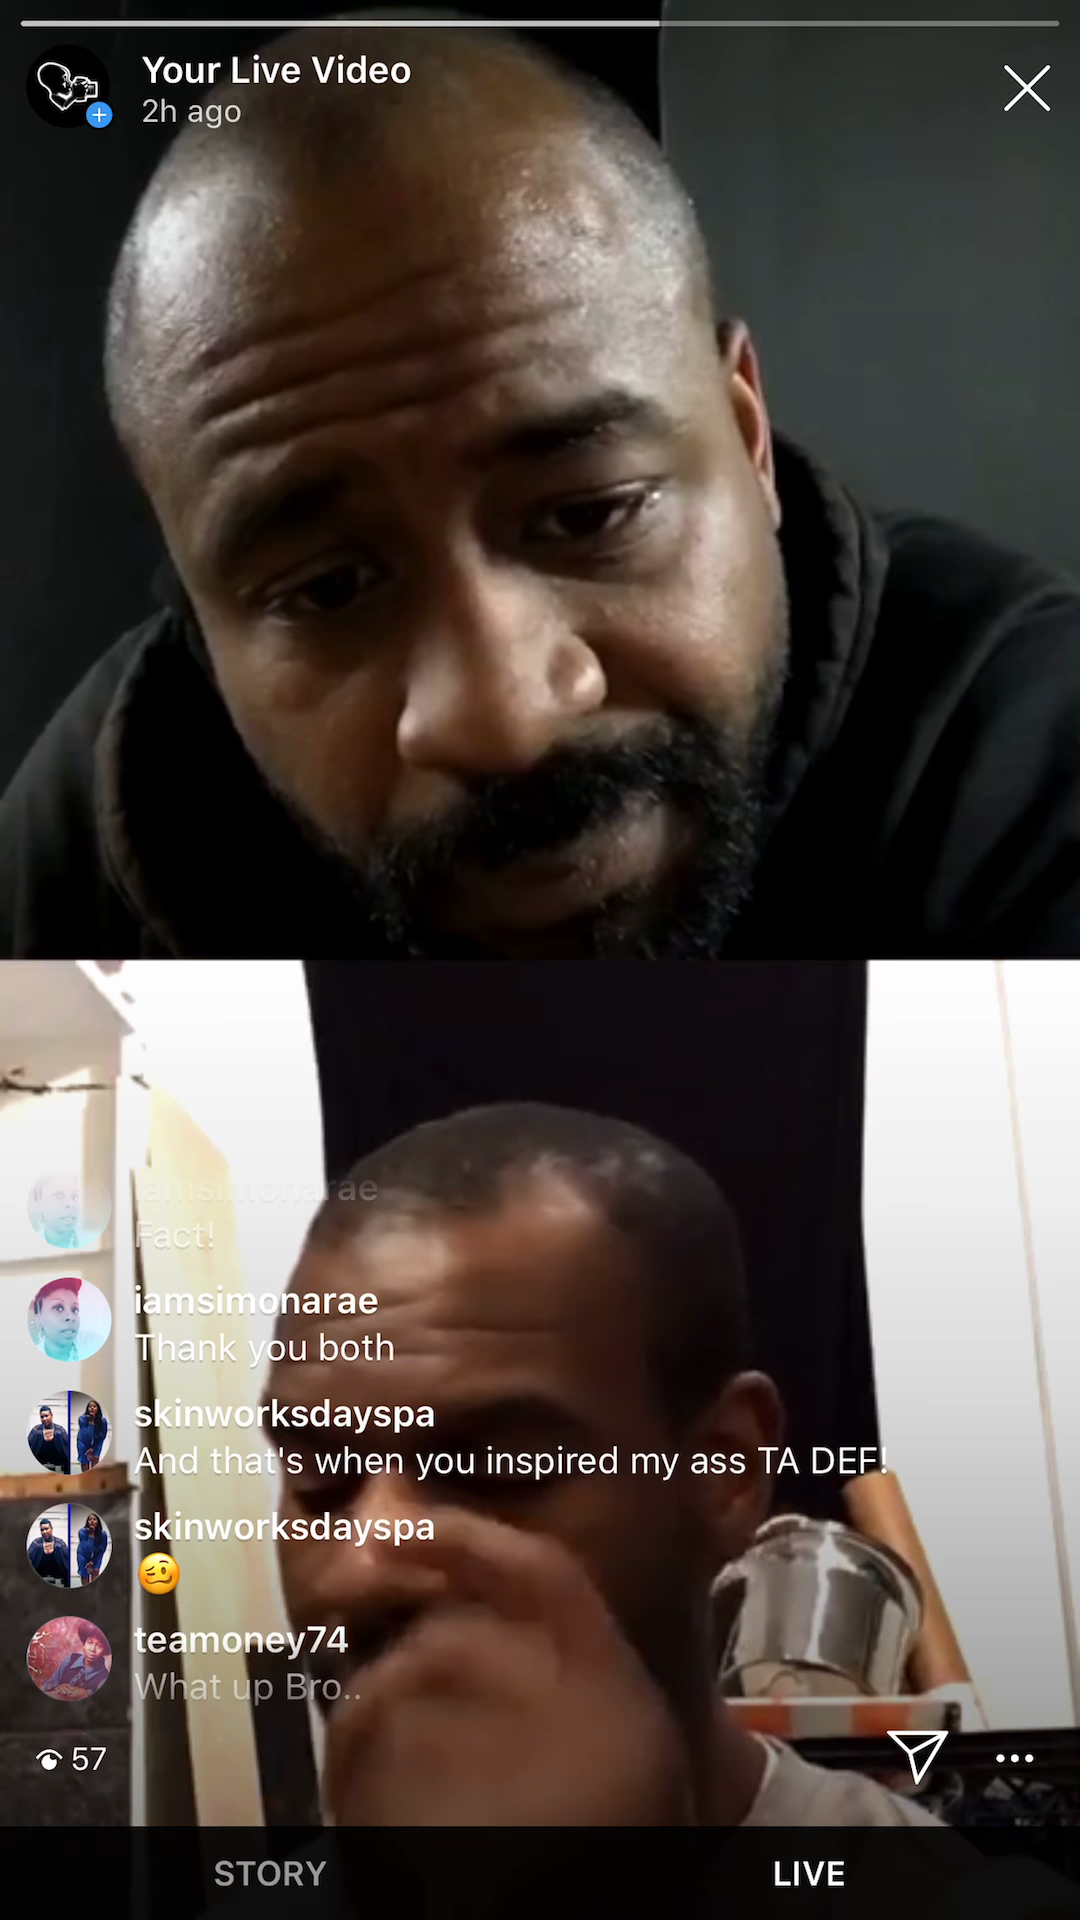 Your Live Video
2h ago
iamsimonarae
Fact!
iamsimonarae
Thank you both
skinworksdayspa
And that's when you inspired my ass TA DEF!
skinworksdayspa
🥴
teamoney74
What up Bro..
57
STORY
LIVE